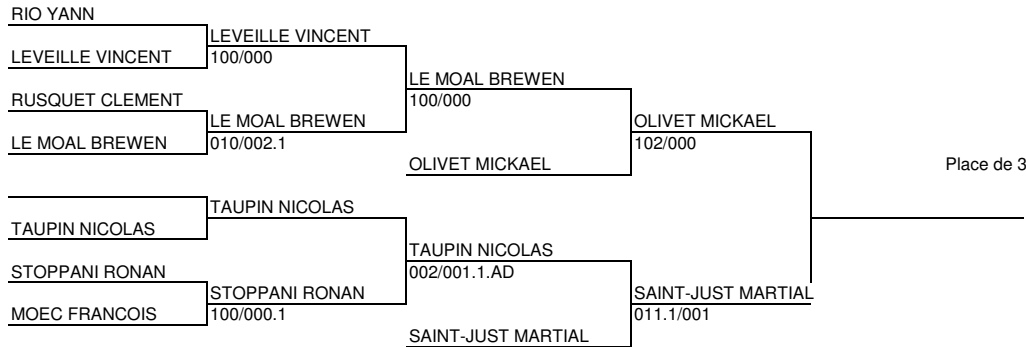 RIO YANN
LEVEILLE VINCENT
LEVEILLE VINCENT
100/000
LE MOAL BREWEN
100/000
RUSQUET CLEMENT
LE MOAL BREWEN
LE MOAL BREWEN
010/002.1
OLIVET MICKAEL
102/000
OLIVET MICKAEL
Place de 3
TAUPIN NICOLAS
TAUPIN NICOLAS
TAUPIN NICOLAS
002/001.1.AD
STOPPANI RONAN
STOPPANI RONAN
MOEC FRANCOIS
100/000.1
SAINT-JUST MARTIAL
011.1/001
SAINT-JUST MARTIAL